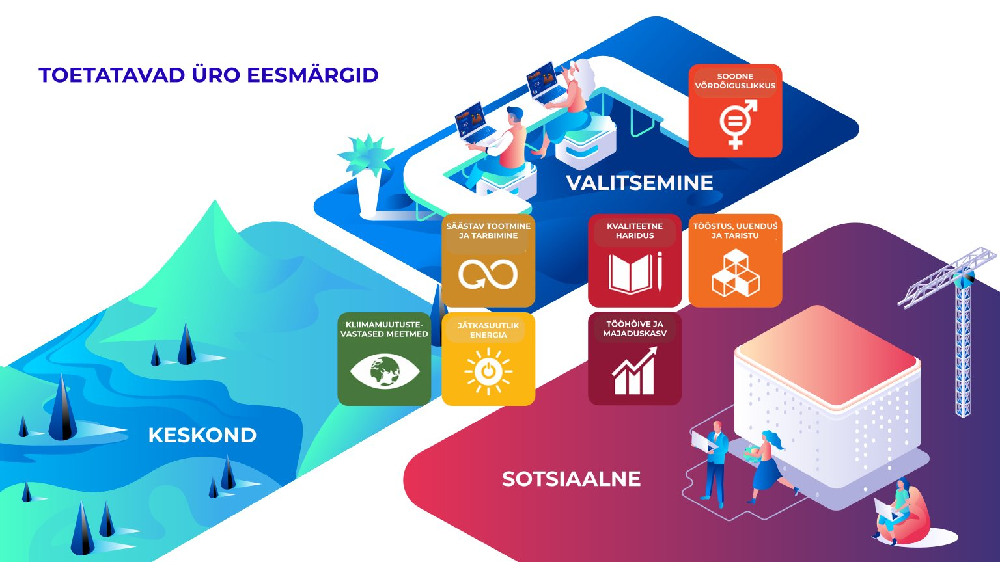 TOETATAVAD ÜRO EESMÄRGID
SOODNE
VÕRDÕIGUSLIKKUS
VALITSEMINE
SÄÄSTAV TOOTMINE
JA TARBIMINE
KVALITEETNE
HARIDUS
TÖÖSTUS, UUENDUS
JA TARISTU
KLIIMAMUUTUSTE-
VASTASED MEETMED
JÄTKASUUTLIK
ENERGIA
TÖÖHÕIVE JA
MAJADUSKASV
KESKOND
SOTSIAALNE